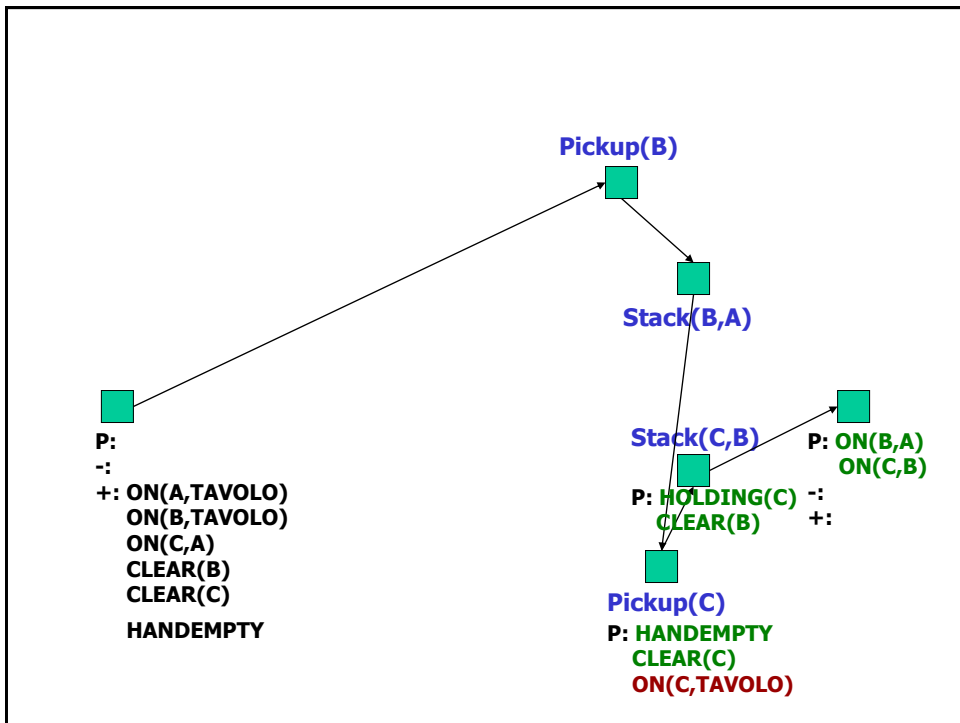 Pickup(B)
Stack(B,A)
P:
-:
+: ON(A,TAVOLO)
ON(B,TAVOLO)
ON(C,A)
CLEAR(B)
CLEAR(C)
HANDEMPTY
Stack(C,B)
P: HOLDING(C)
CLEAR(B)
P: ON(B,A)
ON(C,B)
-:
+:
Pickup(C)
P: HANDEMPTY
CLEAR(C)
ON(C,TAVOLO)